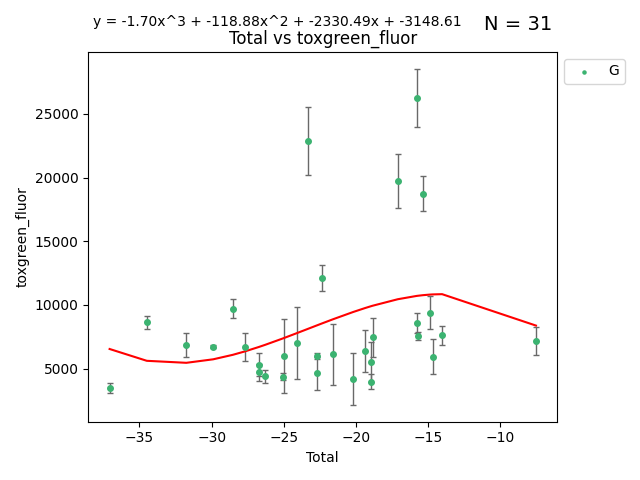 y = -1.70x^3 + -118.88x^2 + -2330.49x + -3148.61
N = 31
Total vs toxgreen_fluor
G
25000
20000
15000
10000
5000
toxgreen_fluor
−35
−30
−25
−20
−15
−10
Total